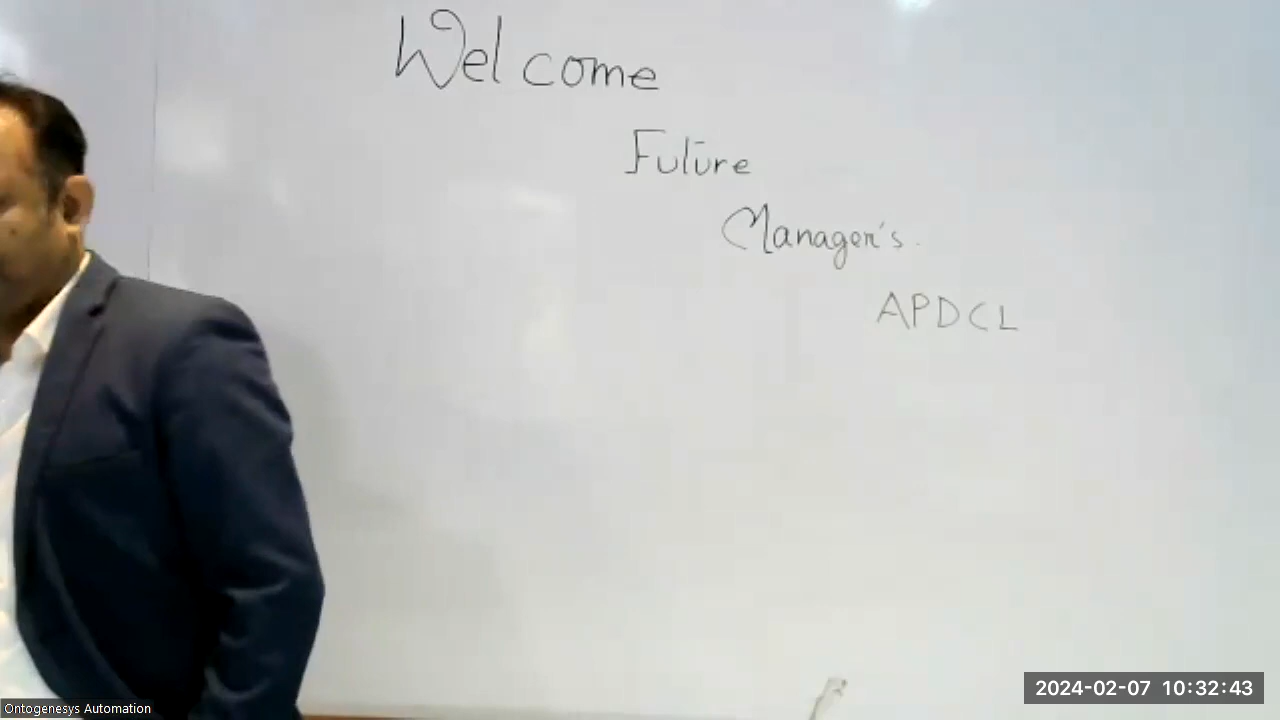 Welcome
Future
Manager's.
APDCL
Ontogenesys Automation
2024-02-07 10:32:43